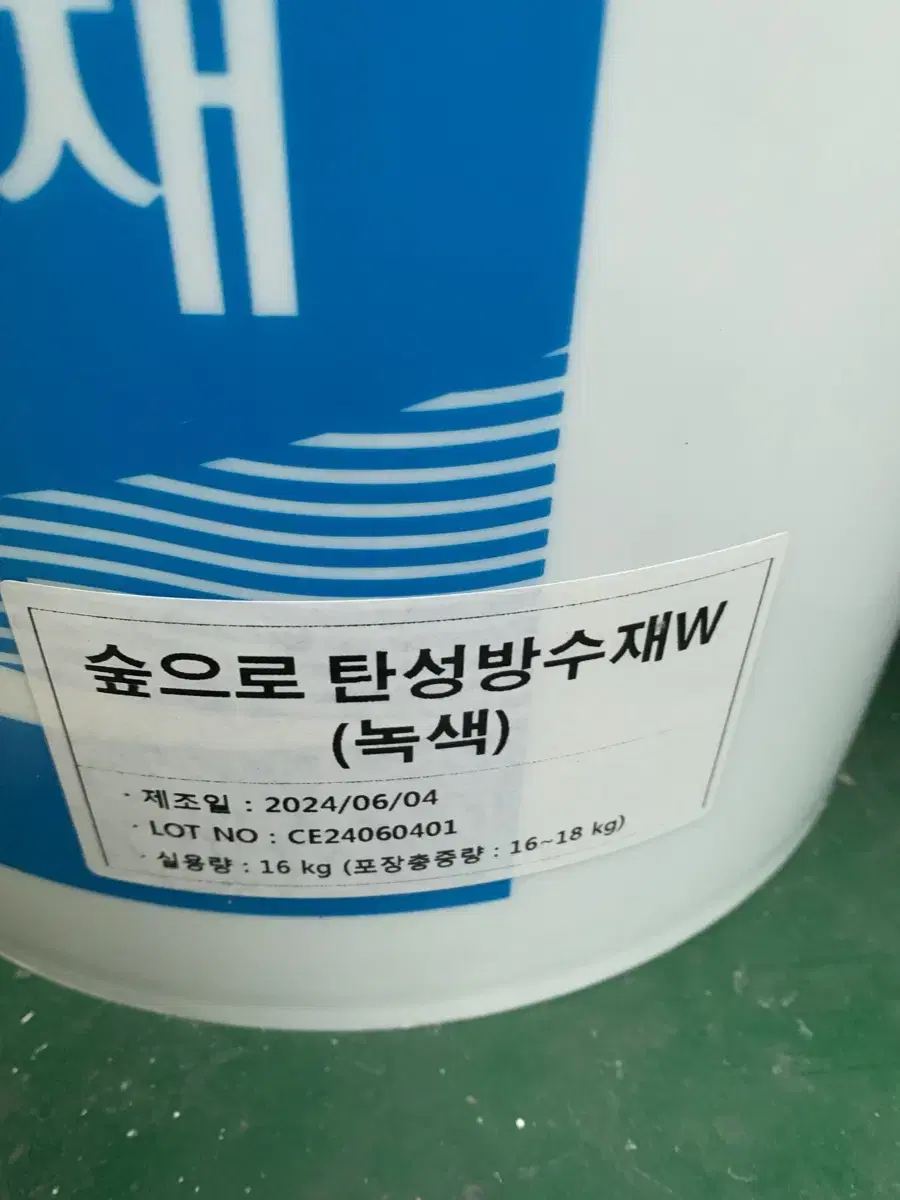 재
숲으로 탄성방수재W
(녹색)
· 제조일 : 2024/06/04
· LOT NO : CE24060401
· 실용량 : 16 kg (포장총중량 : 16~18 kg)